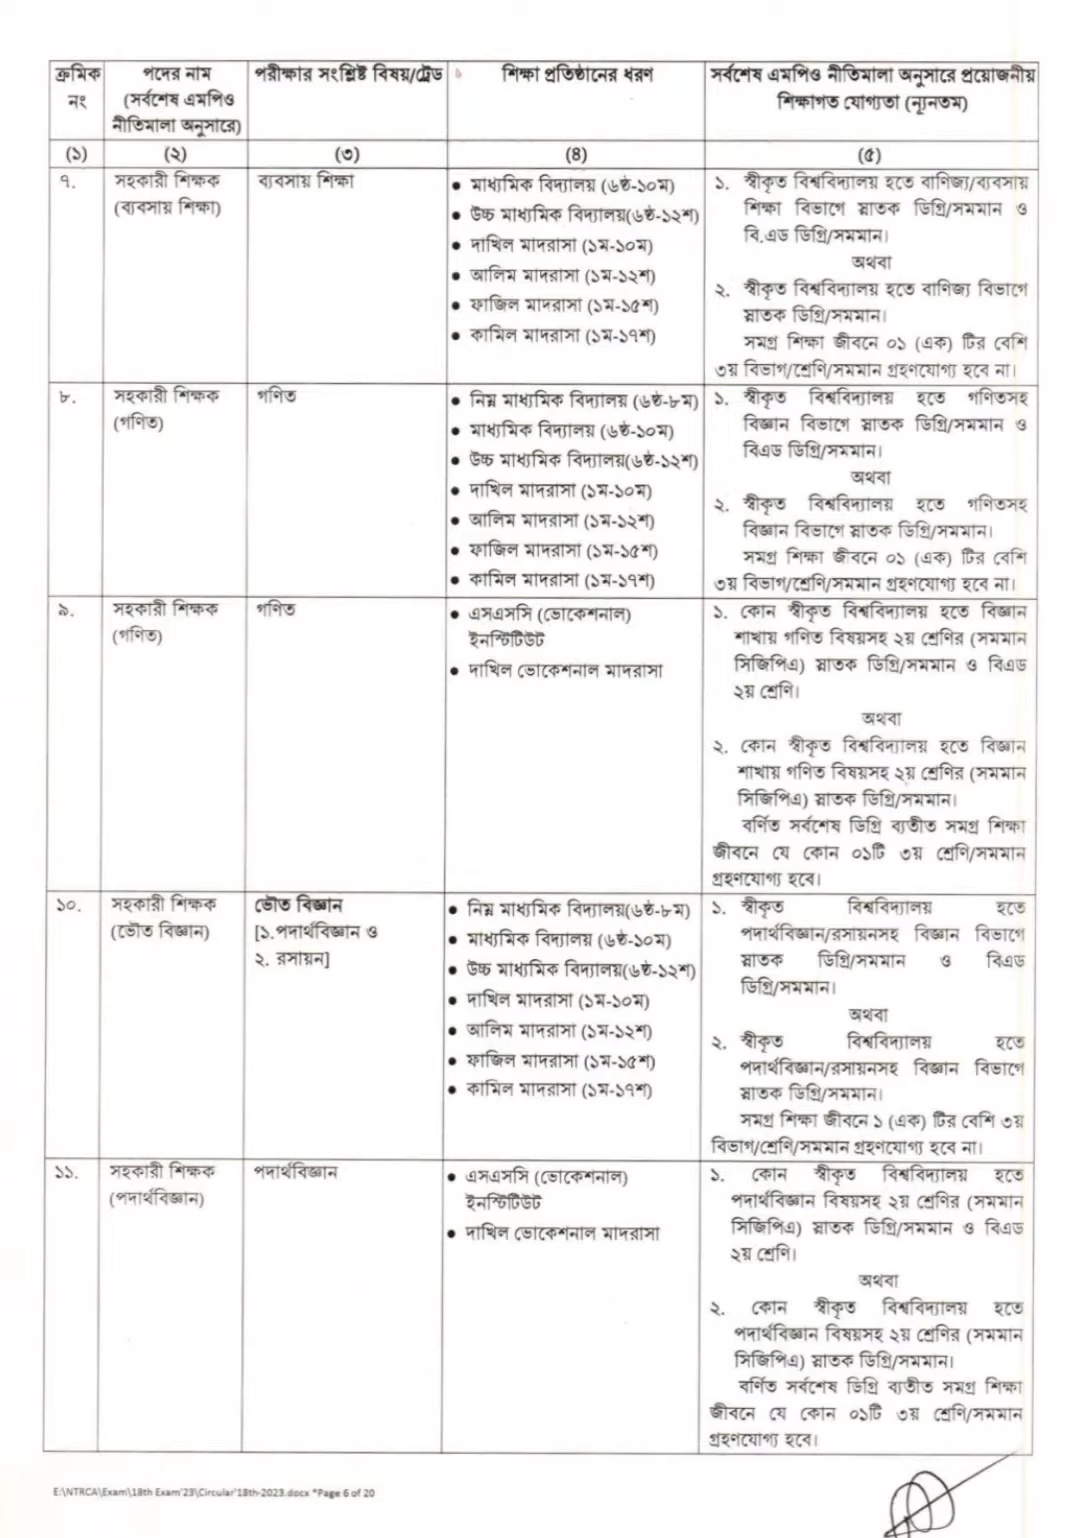 ক্রমিক নং
পদের নাম
(সর্বশেষ এমপিও
নীতিমালা অনুসারে)
পরীক্ষার সংশ্লিষ্ট বিষয়/ট্রেড
শিক্ষা প্রতিষ্ঠানের ধরণ
সর্বশেষ এমপিও নীতিমালা অনুসারে প্রয়োজনীয়
শিক্ষাগত যোগ্যতা (ন্যূনতম)
(১) (২) (৩) (৪) (৫)
৭.
সহকারী শিক্ষক
(ব্যবসায় শিক্ষা)
ব্যবসায় শিক্ষা
• মাধ্যমিক বিদ্যালয় (৬ষ্ঠ-১০ম)
• উচ্চ মাধ্যমিক বিদ্যালয়(৬ষ্ঠ-১২শ)
• দাখিল মাদরাসা (১ম-১০ম)
• আলিম মাদরাসা (১ম-১২শ)
• ফাজিল মাদরাসা (১ম-১৫শ)
• কামিল মাদরাসা (১ম-১৭শ)
১. স্বীকৃত বিশ্ববিদ্যালয় হতে বাণিজ্য/ব্যবসায়
শিক্ষা বিভাগে স্নাতক ডিগ্রি/সমমান ও
বি.এড ডিগ্রি/সমমান।
অথবা
২. স্বীকৃত বিশ্ববিদ্যালয় হতে বাণিজ্য বিভাগে
স্নাতক ডিগ্রি/সমমান।
সমগ্র শিক্ষা জীবনে ০১ (এক) টির বেশি
৩য় বিভাগ/শ্রেণি/সমমান গ্রহণযোগ্য হবে না।
৮.
সহকারী শিক্ষক
(গণিত)
গণিত
• নিম্ন মাধ্যমিক বিদ্যালয় (৬ষ্ঠ-৮ম)
• মাধ্যমিক বিদ্যালয় (৬ষ্ঠ-১০ম)
• উচ্চ মাধ্যমিক বিদ্যালয়(৬ষ্ঠ-১২শ)
• দাখিল মাদরাসা (১ম-১০ম)
• আলিম মাদরাসা (১ম-১২শ)
• ফাজিল মাদরাসা (১ম-১৫শ)
• কামিল মাদরাসা (১ম-১৭শ)
১. স্বীকৃত বিশ্ববিদ্যালয় হতে গণিতসহ
বিজ্ঞান বিভাগে স্নাতক ডিগ্রি/সমমান ও
বিএড ডিগ্রি/সমমান।
অথবা
২. স্বীকৃত বিশ্ববিদ্যালয় হতে গণিতসহ
বিজ্ঞান বিভাগে স্নাতক ডিগ্রি/সমমান।
সমগ্র শিক্ষা জীবনে ০১ (এক) টির বেশি
৩য় বিভাগ/শ্রেণি/সমমান গ্রহণযোগ্য হবে না।
৯.
সহকারী শিক্ষক
(গণিত)
গণিত
• এসএসসি (ভোকেশনাল)
ইনস্টিটিউট
• দাখিল ভোকেশনাল মাদরাসা
১. কোন স্বীকৃত বিশ্ববিদ্যালয় হতে বিজ্ঞান
শাখায় গণিত বিষয়সহ ২য় শ্রেণির (সমমান
সিজিপিএ) স্নাতক ডিগ্রি/সমমান ও বিএড
২য় শ্রেণি।
অথবা
২. কোন স্বীকৃত বিশ্ববিদ্যালয় হতে বিজ্ঞান
শাখায় গণিত বিষয়সহ ২য় শ্রেণির (সমমান
সিজিপিএ) স্নাতক ডিগ্রি/সমমান।
বর্ণিত সর্বশেষ ডিগ্রি ব্যতীত সমগ্র শিক্ষা
জীবনে যে কোন ০১টি ৩য় শ্রেণি/সমমান
গ্রহণযোগ্য হবে।
১০.
সহকারী শিক্ষক
(ভৌত বিজ্ঞান)
ভৌত বিজ্ঞান
[১.পদার্থবিজ্ঞান ও
২. রসায়ন]
• নিম্ন মাধ্যমিক বিদ্যালয়(৬ষ্ঠ-৮ম)
• মাধ্যমিক বিদ্যালয় (৬ষ্ঠ-১০ম)
• উচ্চ মাধ্যমিক বিদ্যালয়(৬ষ্ঠ-১২শ)
• দাখিল মাদরাসা (১ম-১০ম)
• আলিম মাদরাসা (১ম-১২শ)
• ফাজিল মাদরাসা (১ম-১৫শ)
• কামিল মাদরাসা (১ম-১৭শ)
১. স্বীকৃত বিশ্ববিদ্যালয় হতে
পদার্থবিজ্ঞান/রসায়নসহ বিজ্ঞান বিভাগে
স্নাতক ডিগ্রি/সমমান ও বিএড
ডিগ্রি/সমমান।
অথবা
২. স্বীকৃত বিশ্ববিদ্যালয় হতে
পদার্থবিজ্ঞান/রসায়নসহ বিজ্ঞান বিভাগে
স্নাতক ডিগ্রি/সমমান।
সমগ্র শিক্ষা জীবনে ১ (এক) টির বেশি ৩য়
বিভাগ/শ্রেণি/সমমান গ্রহণযোগ্য হবে না।
১১.
সহকারী শিক্ষক
(পদার্থবিজ্ঞান)
পদার্থবিজ্ঞান
• এসএসসি (ভোকেশনাল)
ইনস্টিটিউট
• দাখিল ভোকেশনাল মাদরাসা
১. কোন স্বীকৃত বিশ্ববিদ্যালয় হতে
পদার্থবিজ্ঞান বিষয়সহ ২য় শ্রেণির (সমমান
সিজিপিএ) স্নাতক ডিগ্রি/সমমান ও বিএড
২য় শ্রেণি।
অথবা
২. কোন স্বীকৃত বিশ্ববিদ্যালয় হতে
পদার্থবিজ্ঞান বিষয়সহ ২য় শ্রেণির (সমমান
সিজিপিএ) স্নাতক ডিগ্রি/সমমান।
বর্ণিত সর্বশেষ ডিগ্রি ব্যতীত সমগ্র শিক্ষা
জীবনে যে কোন ০১টি ৩য় শ্রেণি/সমমান
গ্রহণযোগ্য হবে।
E:\NTRCA\Exam\18th Exam'23\Circular'18th-2023.docx *Page 6 of 20